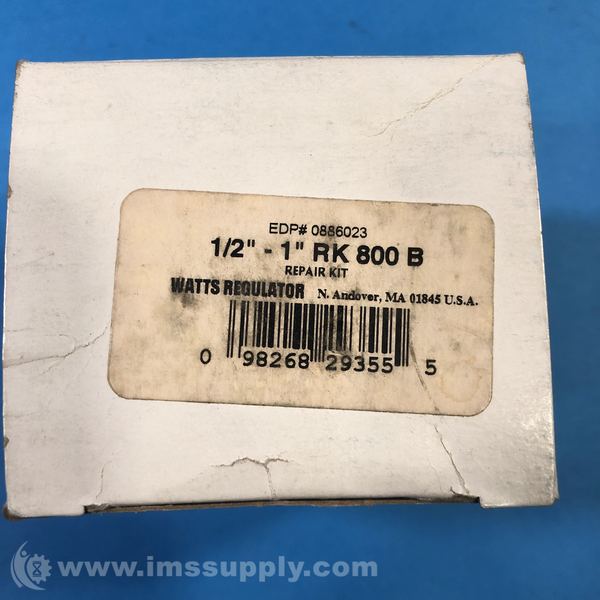 EDP# 0886023
1/2" - 1" RK 800 B
REPAIR KIT
WATTS REGULATOR N. Andover, MA 01845 U.S.A.
0 98268 29355 5
www.imssupply.com